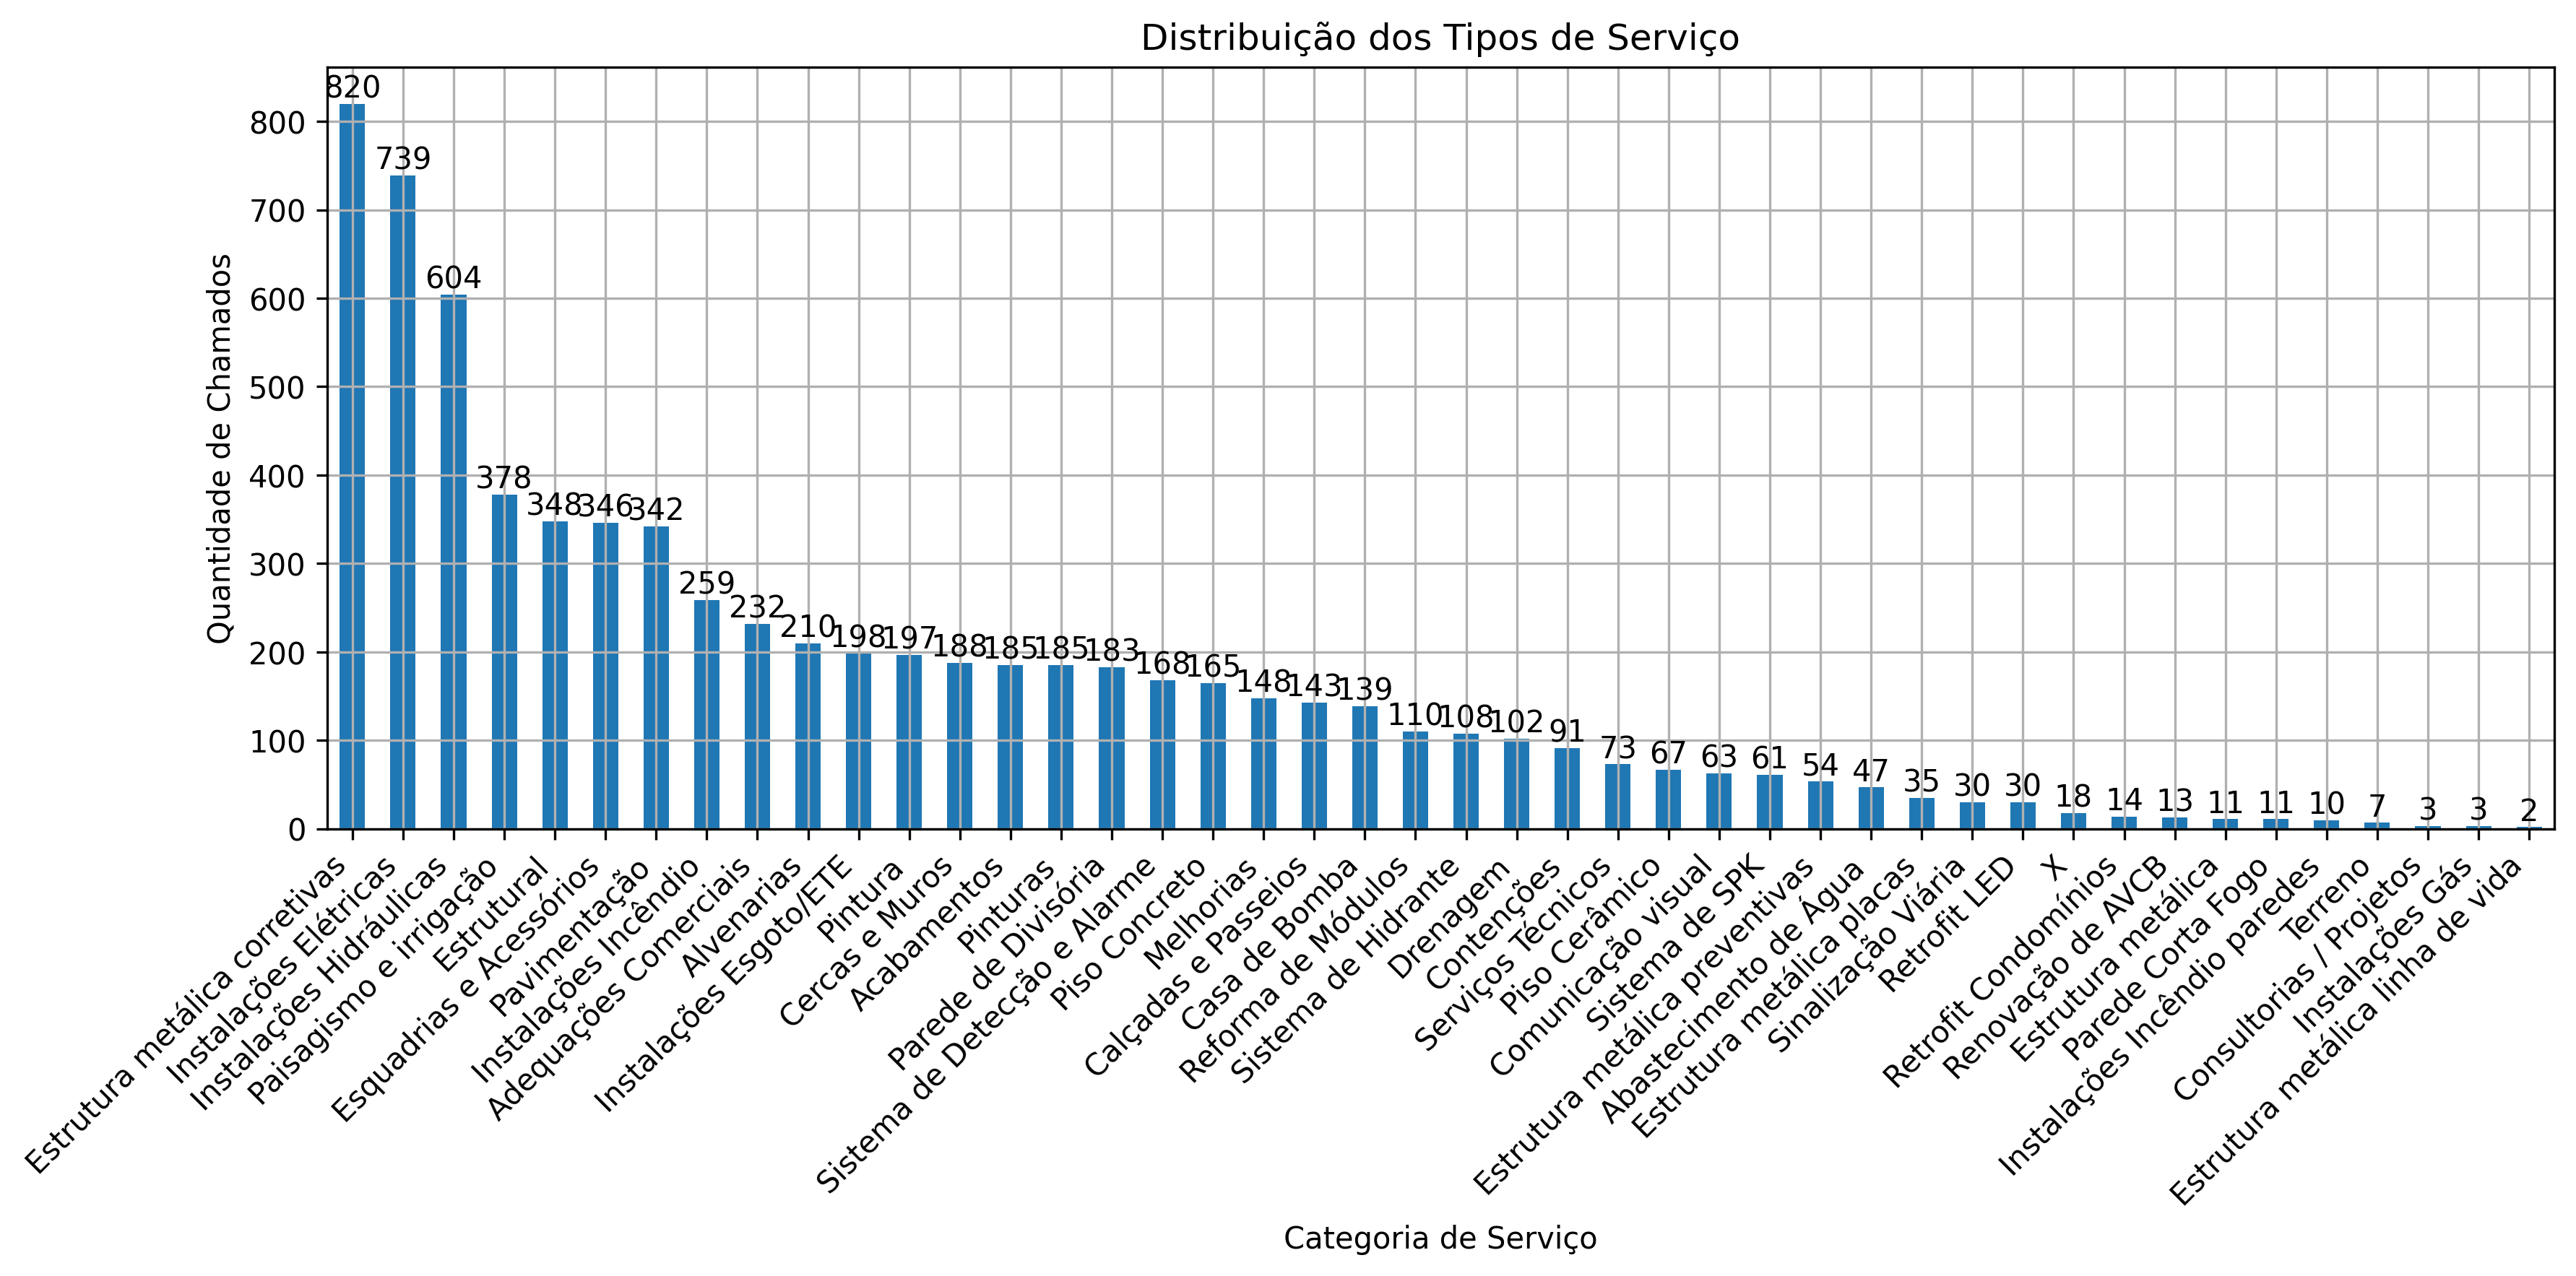 Distribuição dos Tipos de Serviço
Quantidade de Chamados
800
700
600
500
400
300
200
100
0
820
739
604
378
348
346
342
259
232
210
198
197
188
185
185
183
168
165
148
143
139
110
108
102
91
73
67
63
61
54
47
35
30
30
18
14
13
11
11
10
7
3
3
2
Estrutura metálica corretivas
Instalações Elétricas
Instalações Hidráulicas
Paisagismo e irrigação
Estrutural
Esquadrias e Acessórios
Pavimentação
Instalações Incêndio
Adequações Comerciais
Alvenarias
Instalações Esgoto/ETE
Pintura
Cercas e Muros
Acabamentos
Pinturas
Parede de Divisória
Sistema de Detecção e Alarme
Piso Concreto
Melhorias
Calçadas e Passeios
Casa de Bomba
Reforma de Módulos
Sistema de Hidrante
Drenagem
Contenções
Serviços Técnicos
Piso Cerâmico
Comunicação visual
Sistema de SPK
Estrutura metálica preventivas
Abastecimento de Água
Estrutura metálica placas
Sinalização Viária
Retrofit LED
X
Retrofit Condomínios
Renovação de AVCB
Estrutura metálica
Parede Corta Fogo
Instalações Incêndio paredes
Terreno
Consultorias / Projetos
Instalações Gás
Estrutura metálica linha de vida
Categoria de Serviço